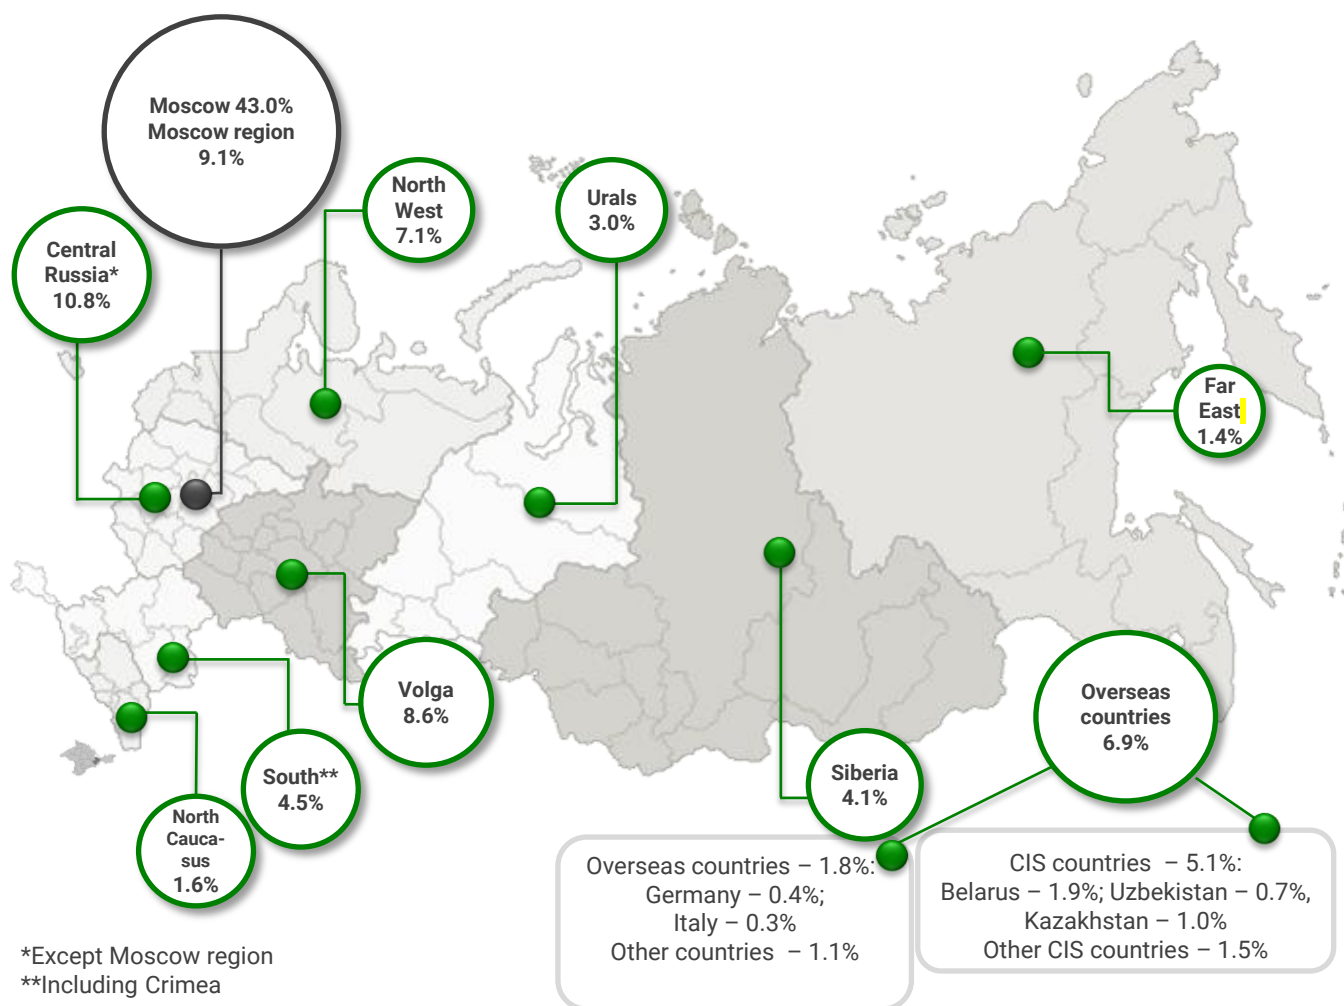 Moscow 43.0%
Moscow region
9.1%
North
West
7.1%
Urals
3.0%
Central
Russia*
10.8%
Far
East
1.4%
Volga
8.6%
Overseas
countries
6.9%
South**
4.5%
Siberia
4.1%
North
Cauca-
sus
1.6%
Overseas countries – 1.8%:
Germany – 0.4%;
Italy – 0.3%
Other countries – 1.1%
CIS countries – 5.1%:
Belarus – 1.9%; Uzbekistan – 0.7%,
Kazakhstan – 1.0%
Other CIS countries – 1.5%
*Except Moscow region
**Including Crimea